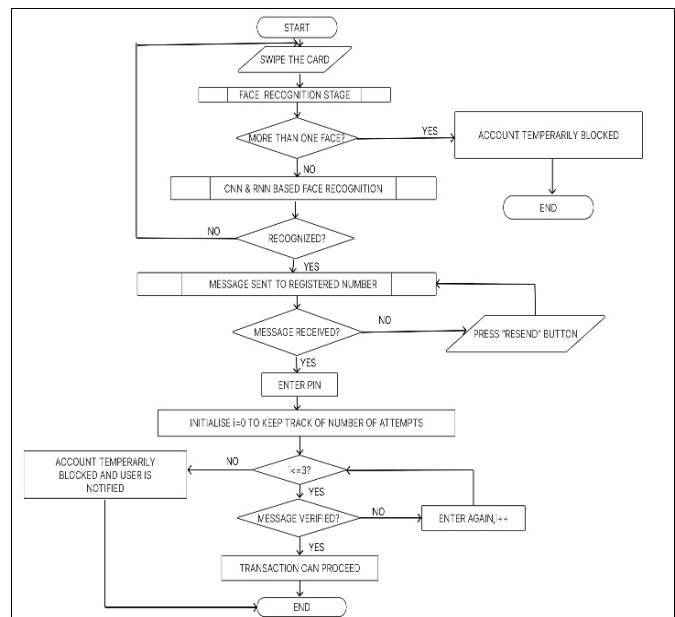 START
SWIPE THE CARD
FACE RECOGNITION STAGE
MORE THAN ONE FACE?
YES
ACCOUNT TEMPERARILY BLOCKED
NO
END
CNN & RNN BASED FACE RECOGNITION
NO
RECOGNIZED?
YES
MESSAGE SENT TO REGISTERED NUMBER
MESSAGE RECEIVED?
NO
PRESS "RESEND" BUTTON
YES
ENTER PIN
INITIALISE i=0 TO KEEP TRACK OF NUMBER OF ATTEMPTS
ACCOUNT TEMPERARILY
BLOCKED AND USER IS
NOTIFIED
NO
i<=3?
YES
MESSAGE VERIFIED?
NO
ENTER AGAIN,i++
YES
TRANSACTION CAN PROCEED
END